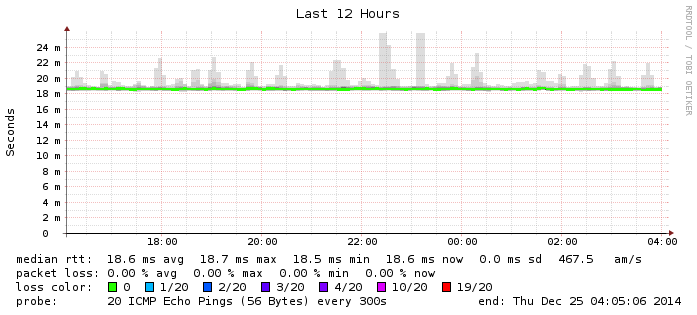 Last 12 Hours
RRDTOOL / TOBI OETIKER
Seconds
24 m
22 m
20 m
18 m
16 m
14 m
12 m
10 m
8 m
6 m
4 m
2 m
0
18:00 20:00 22:00 00:00 02:00 04:00
median rtt: 18.6 ms avg 18.7 ms max 18.5 ms min 18.6 ms now 0.0 ms sd 467.5 am/s
packet loss: 0.00 % avg 0.00 % max 0.00 % min 0.00 % now
loss color: 0 1/20 2/20 3/20 4/20 10/20 19/20
probe: 20 ICMP Echo Pings (56 Bytes) every 300s end: Thu Dec 25 04:05:06 2014